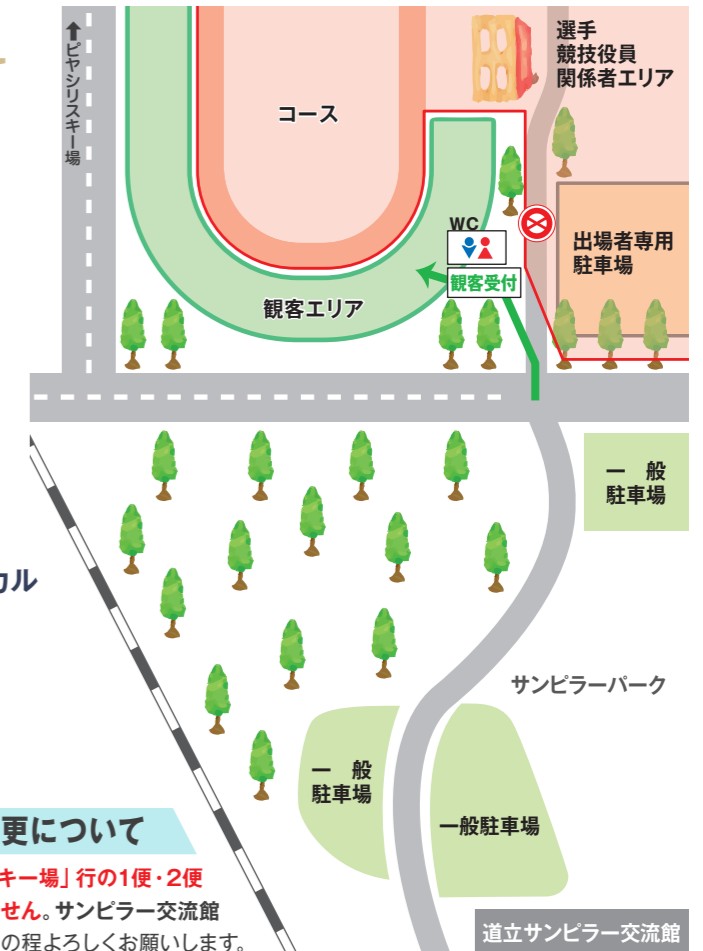 ↑ピヤシリスキー場
選手
競技役員
関係者エリア
コース
WC
観客受付
出場者専用
駐車場
観客エリア
一 般
駐車場
カル
サンピラーパーク
一 般
駐車場
一般駐車場
更について
キー場」行の1便・2便
せん。サンピラー交流館
の程よろしくお願いします。
道立サンピラー交流館